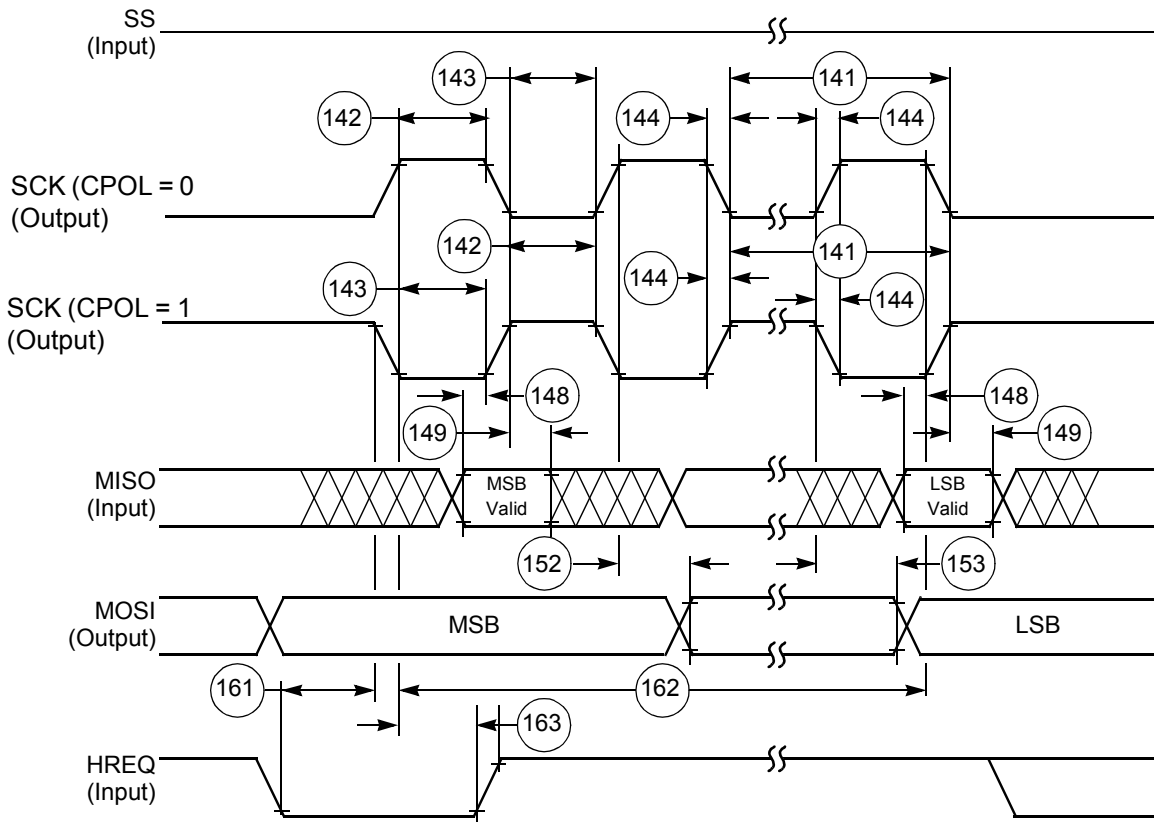 SS
(Input)
143
141
142
144
144
SCK (CPOL = 0
(Output)
142
141
144
143
144
SCK (CPOL = 1
(Output)
148
148
149
149
MISO
(Input)
MSB
Valid
LSB
Valid
152
153
MOSI
(Output)
MSB
LSB
161
162
163
HREQ
(Input)